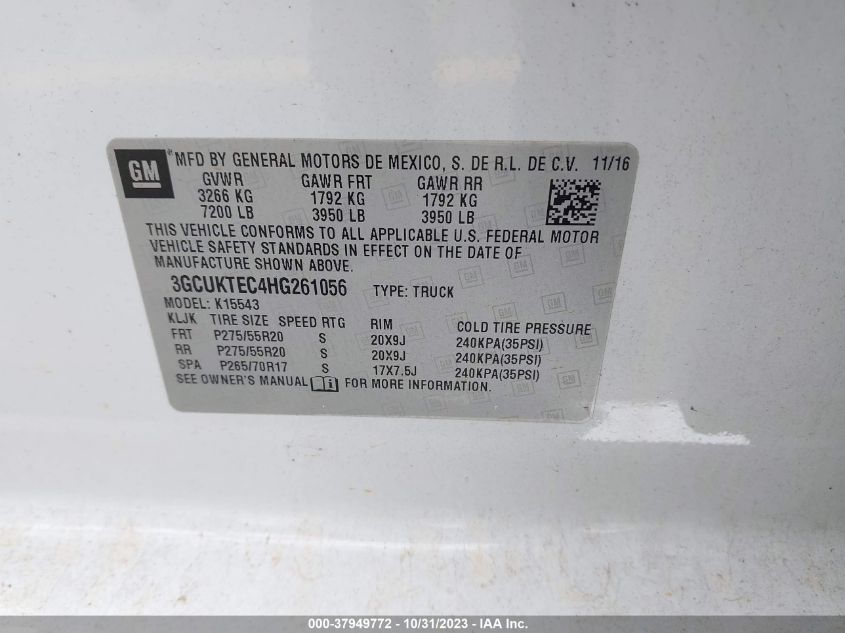 GM
MFD BY GENERAL MOTORS DE MEXICO, S. DE R.L. DE C.V. 11/16
GVWR GAWR FRT GAWR RR
3266 KG 1792 KG 1792 KG
7200 LB 3950 LB 3950 LB
THIS VEHICLE CONFORMS TO ALL APPLICABLE U.S. FEDERAL MOTOR
VEHICLE SAFETY STANDARDS IN EFFECT ON THE DATE OF
MANUFACTURE SHOWN ABOVE.
3GCUKTEC4HG261056 TYPE: TRUCK
MODEL: K15543
KLJK TIRE SIZE SPEED RTG RIM COLD TIRE PRESSURE
FRT P275/55R20 S 20X9J 240KPA(35PSI)
RR P275/55R20 S 20X9J 240KPA(35PSI)
SPA P265/70R17 S 17X7.5J 240KPA(35PSI)
SEE OWNER'S MANUAL FOR MORE INFORMATION.
000-37949772 - 10/31/2023 - IAA Inc.